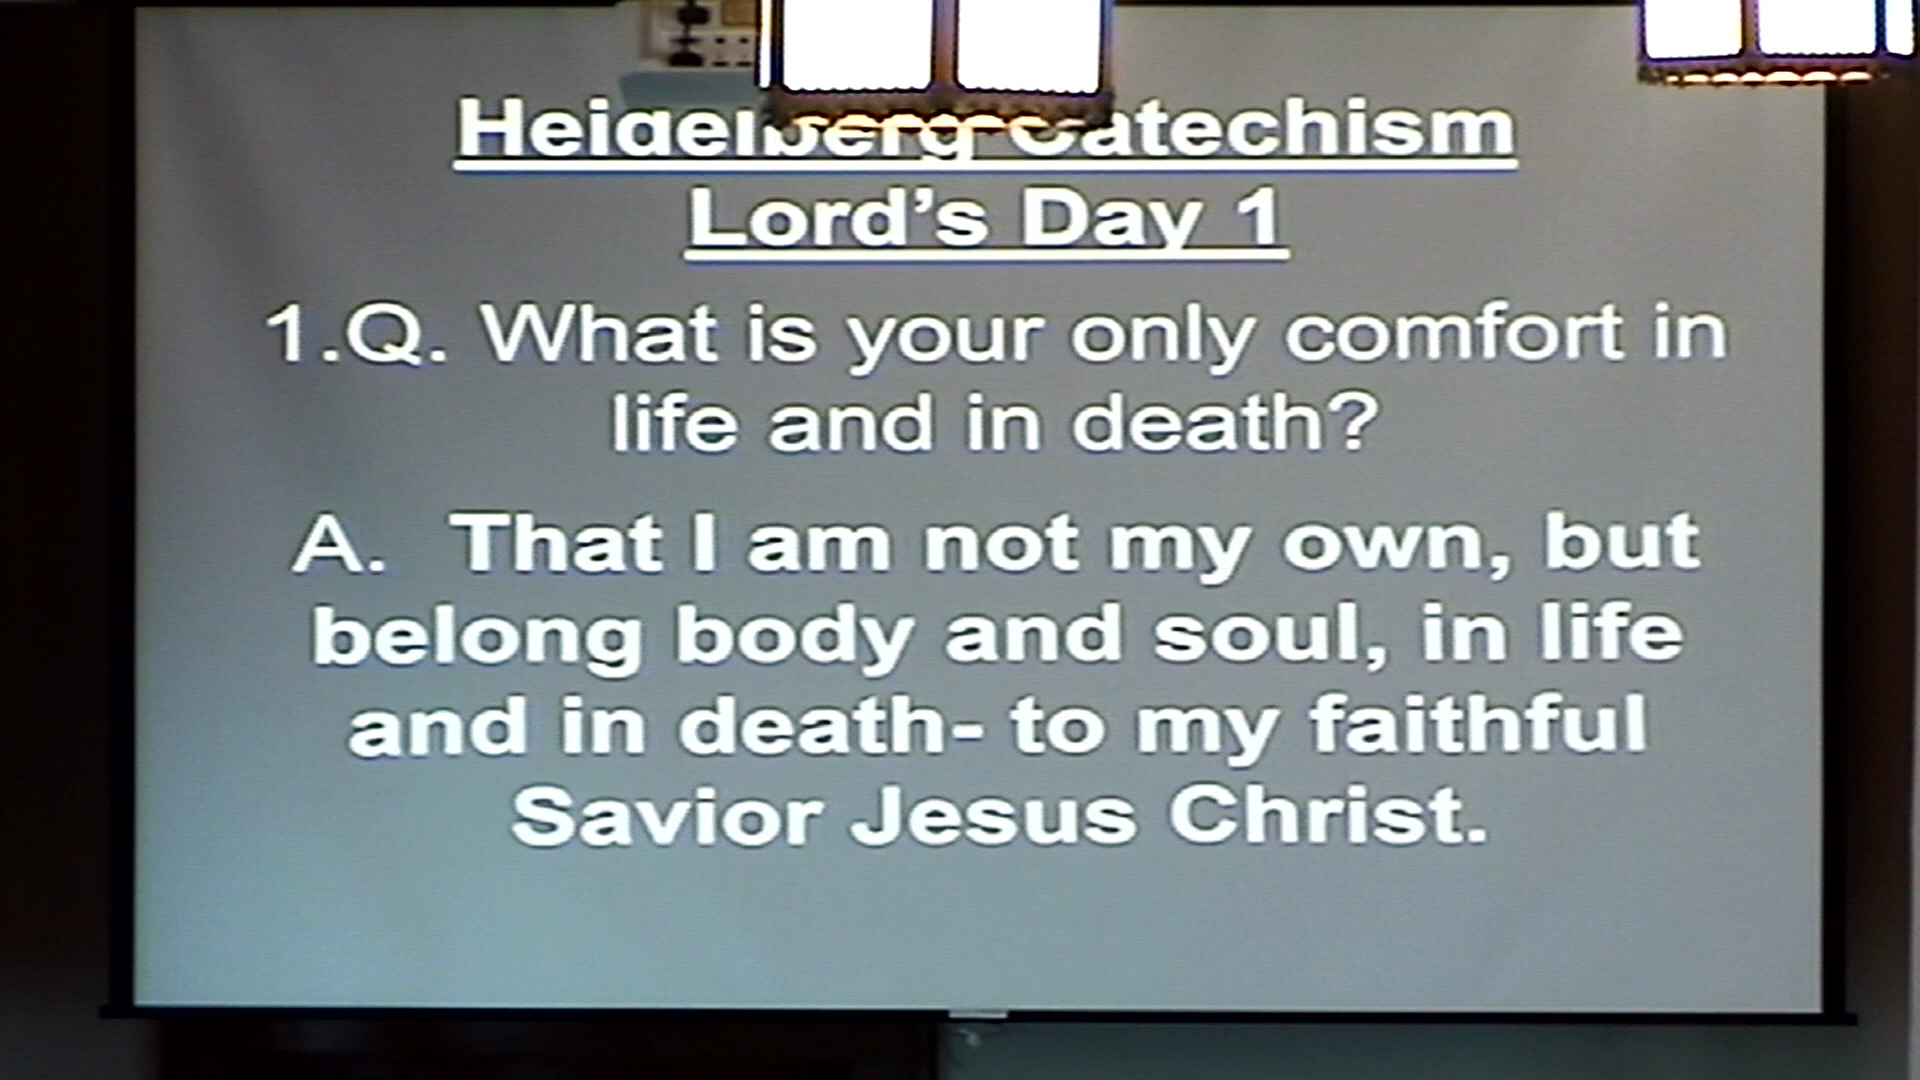 Heidelberg Catechism
Lord’s Day 1
1.Q. What is your only comfort in
life and in death?
A. That I am not my own, but
belong body and soul, in life
and in death- to my faithful
Savior Jesus Christ.